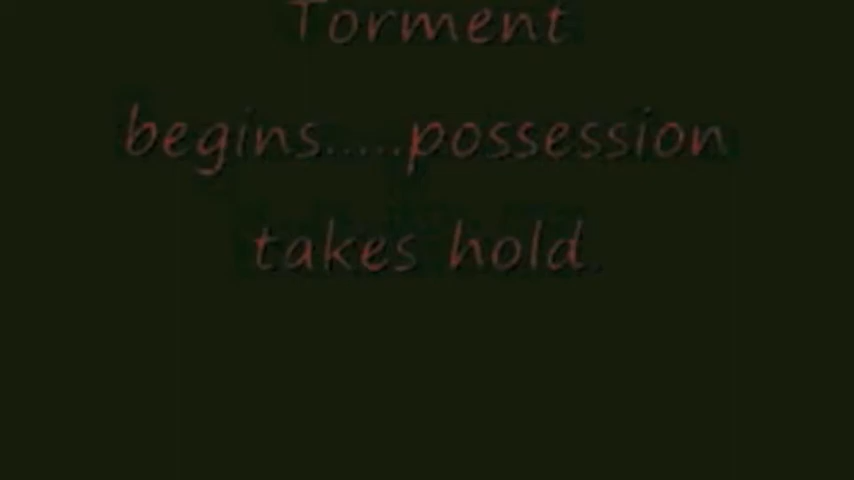 Torment
begins.....possession
takes hold.